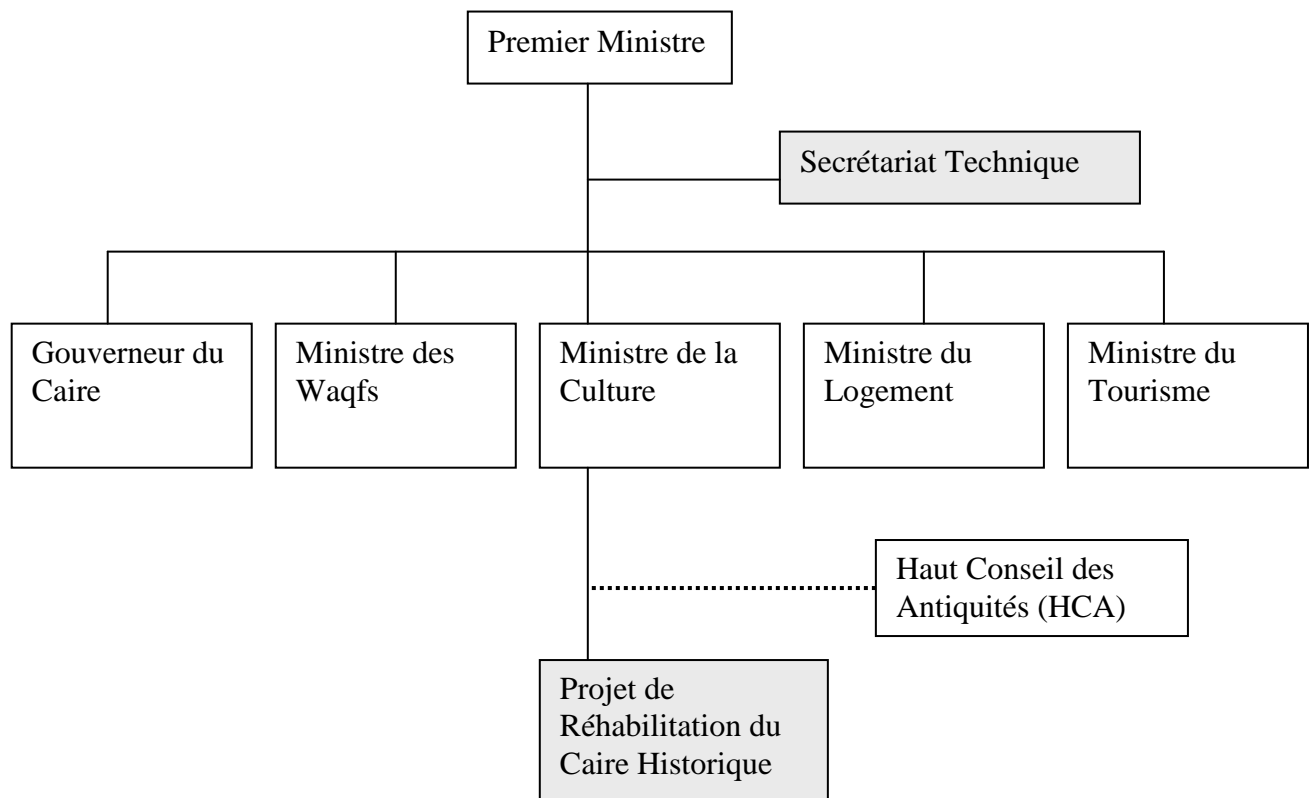 Premier Ministre
Secrétariat Technique
Gouverneur du
Caire
Ministre des
Waqfs
Ministre de la
Culture
Ministre du
Logement
Ministre du
Tourisme
Haut Conseil des
Antiquités (HCA)
Projet de
Réhabilitation du
Caire Historique